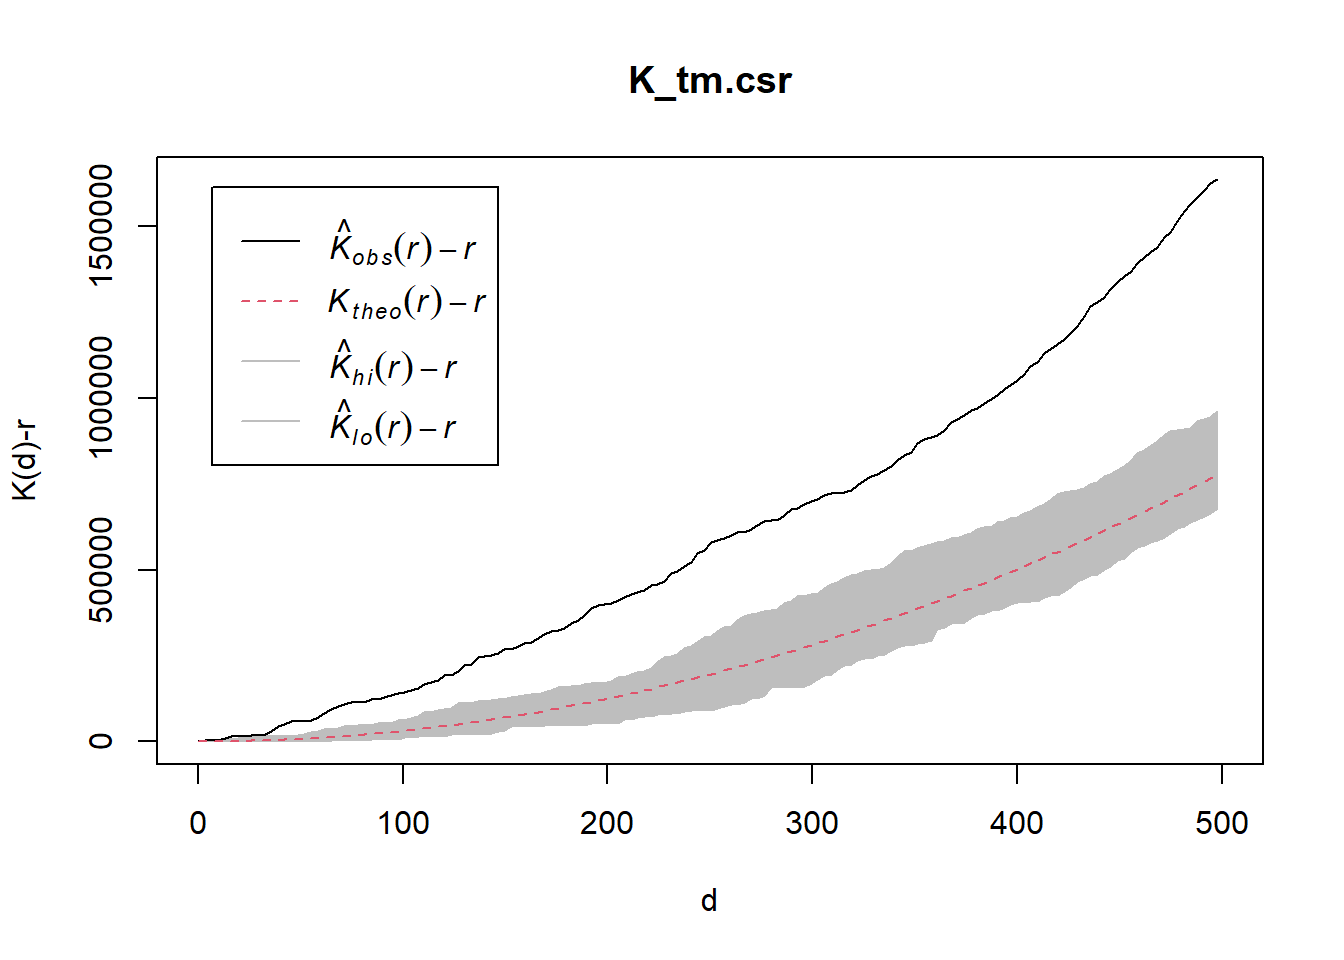 K_tm.csr
K̂obs(r) − r
Ktheo(r) − r
K̂hi(r) − r
K̂lo(r) − r
K(d)-r
0
500000
1000000
1500000
0 100 200 300 400 500
d